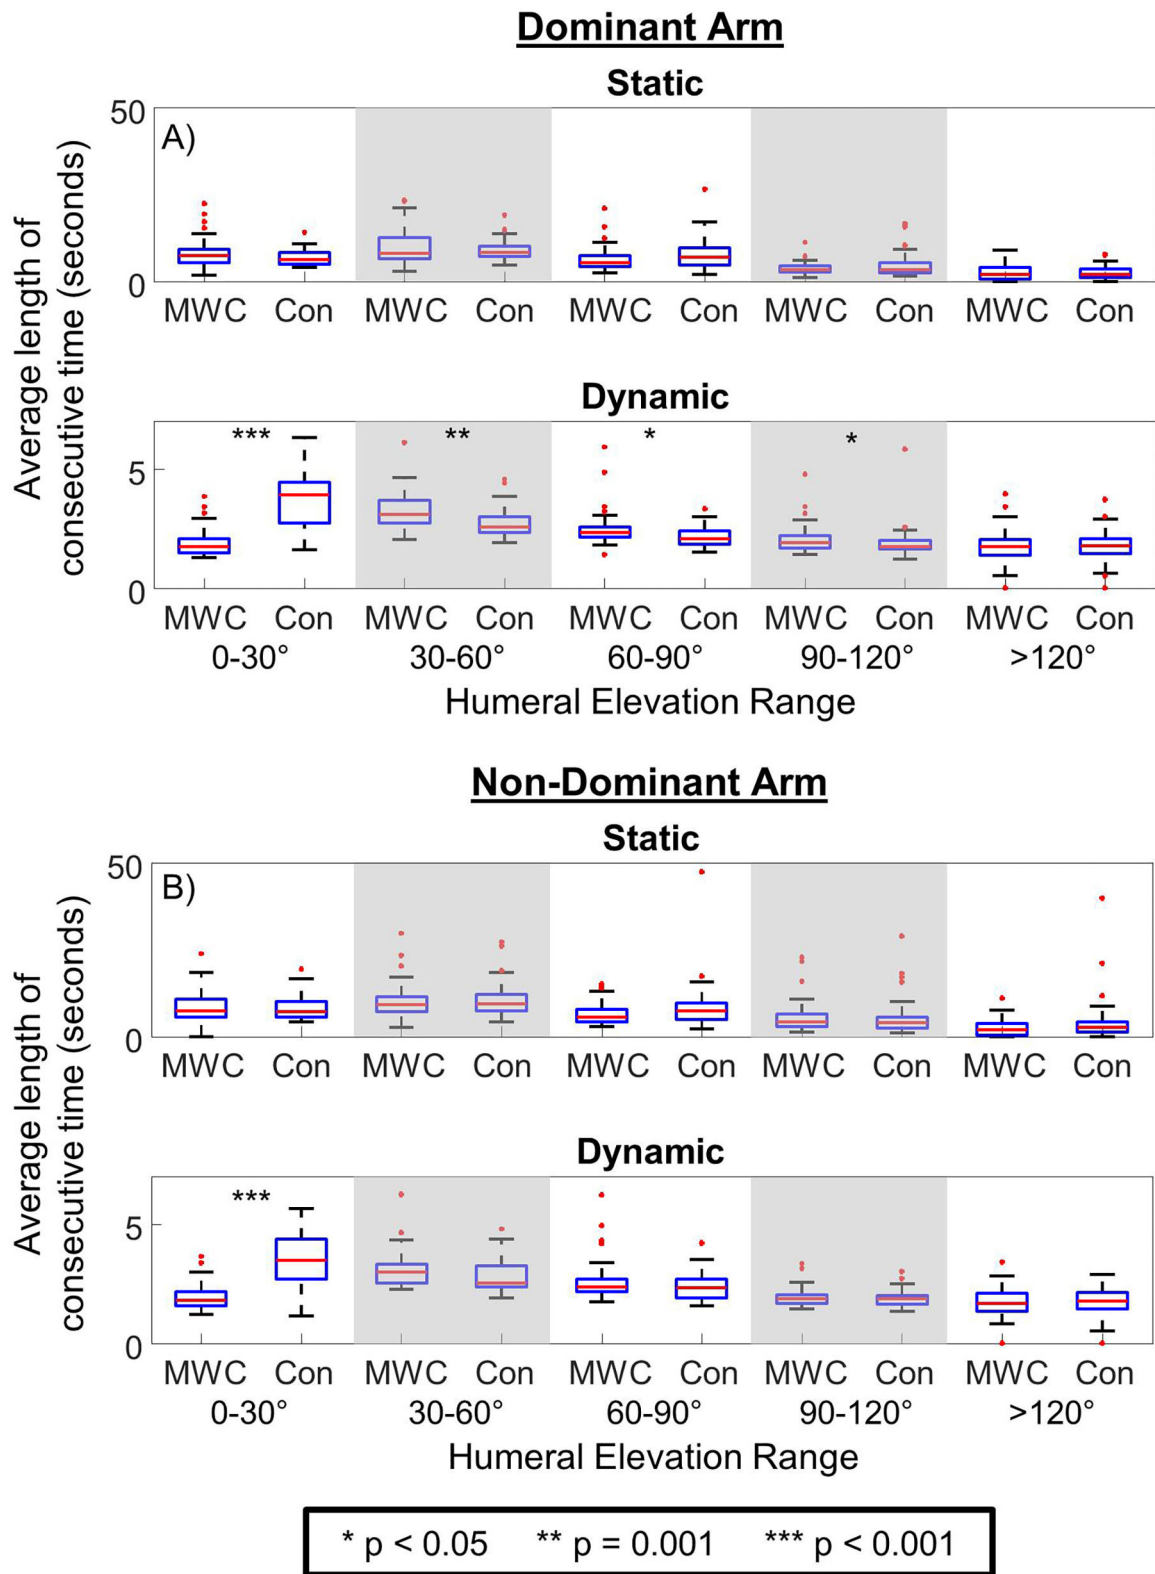 Dominant Arm
Static
A)
50
0
MWC Con MWC Con MWC Con MWC Con MWC Con
Average length of
consecutive time (seconds)
Dynamic
*** ** * *
5
0
MWC Con MWC Con MWC Con MWC Con MWC Con
0-30° 30-60° 60-90° 90-120° >120°
Humeral Elevation Range
Non-Dominant Arm
Static
B)
50
0
MWC Con MWC Con MWC Con MWC Con MWC Con
Average length of
consecutive time (seconds)
Dynamic
***
5
0
MWC Con MWC Con MWC Con MWC Con MWC Con
0-30° 30-60° 60-90° 90-120° >120°
Humeral Elevation Range
* p < 0.05 ** p = 0.001 *** p < 0.001